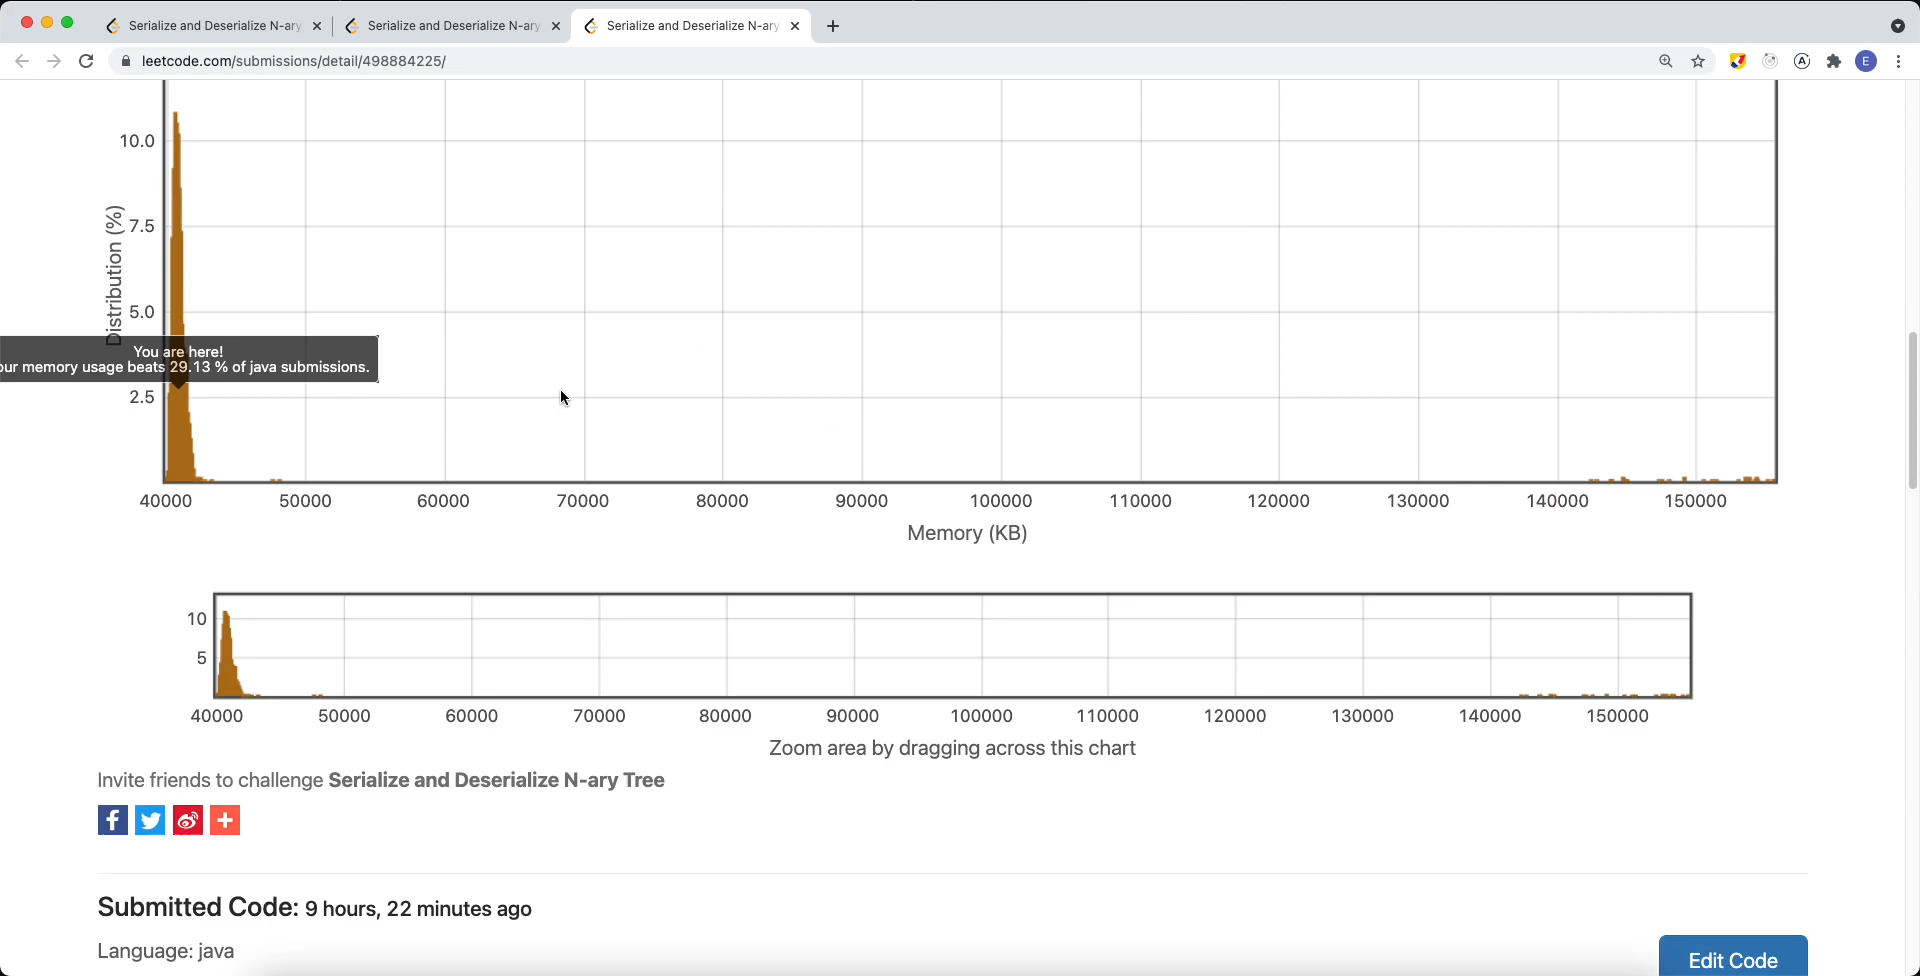 Serialize and Deserialize N-ary
Serialize and Deserialize N-ary
Serialize and Deserialize N-ary
leetcode.com/submissions/detail/498884225/
A
E
10.0
7.5
5.0
2.5
Distribution (%)
You are here!
our memory usage beats 29.13 % of java submissions.
40000 50000 60000 70000 80000 90000 100000 110000 120000 130000 140000 150000
Memory (KB)
10
5
40000 50000 60000 70000 80000 90000 100000 110000 120000 130000 140000 150000
Zoom area by dragging across this chart
Invite friends to challenge Serialize and Deserialize N-ary Tree
Submitted Code: 9 hours, 22 minutes ago
Language: java
Edit Code